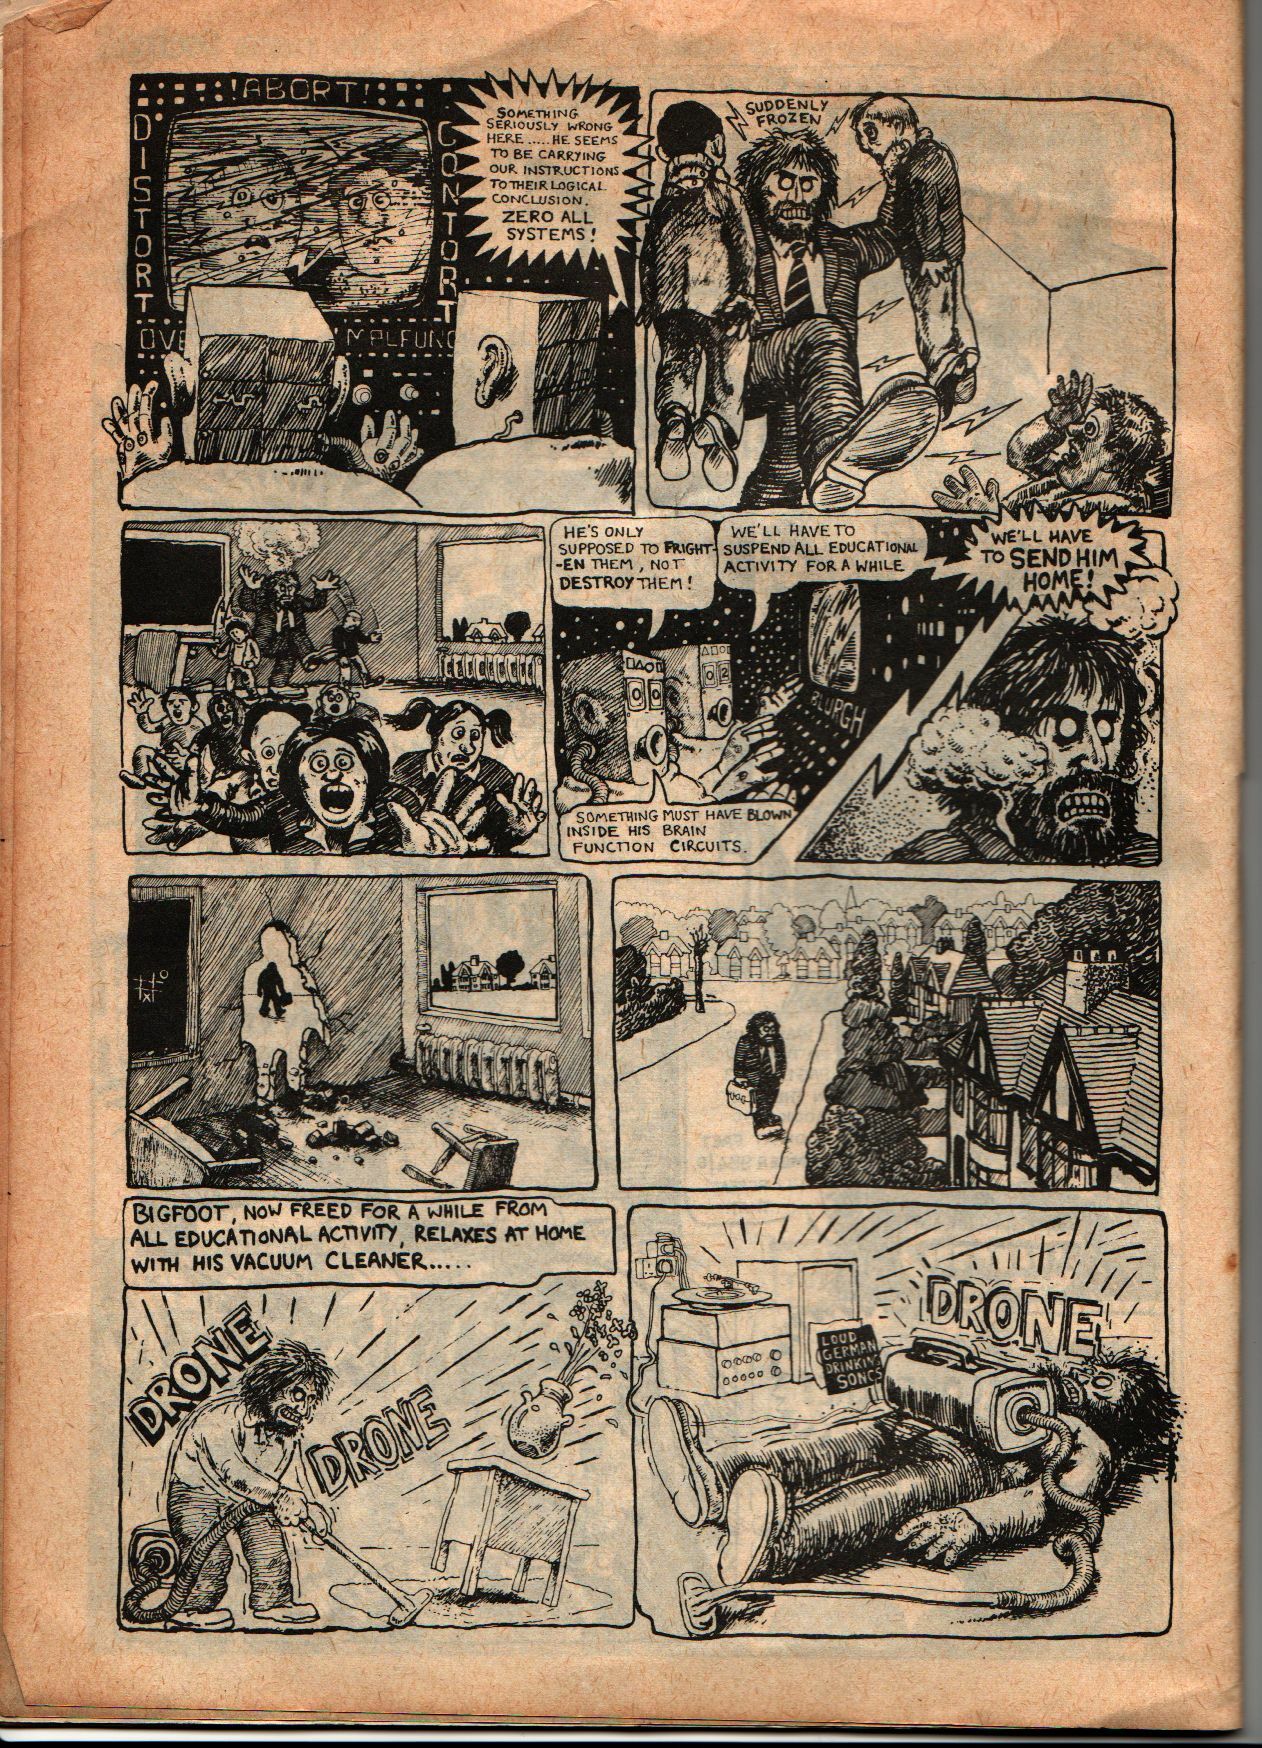 !ABORT!
DISTORT
CONTORT
OVE
MALFUNC
SOMETHING
SERIOUSLY WRONG
HERE.....HE SEEMS
TO BE CARRYING
OUR INSTRUCTIONS
TO THEIR LOGICAL
CONCLUSION.
ZERO ALL
SYSTEMS!
SUDDENLY
FROZEN
HE'S ONLY
SUPPOSED TO FRIGHT-
-EN THEM, NOT
DESTROY THEM!
WE'LL HAVE TO
SUSPEND ALL EDUCATIONAL
ACTIVITY FOR A WHILE
WE'LL HAVE
TO SEND HIM
HOME!
BLURGH
SOMETHING MUST HAVE BLOWN
INSIDE HIS BRAIN
FUNCTION CIRCUITS.
BIGFOOT, NOW FREED FOR A WHILE FROM
ALL EDUCATIONAL ACTIVITY, RELAXES AT HOME
WITH HIS VACUUM CLEANER.....
DRONE
DRONE
DRONE
LOUD
GERMAN
DRINKIN
SONGS